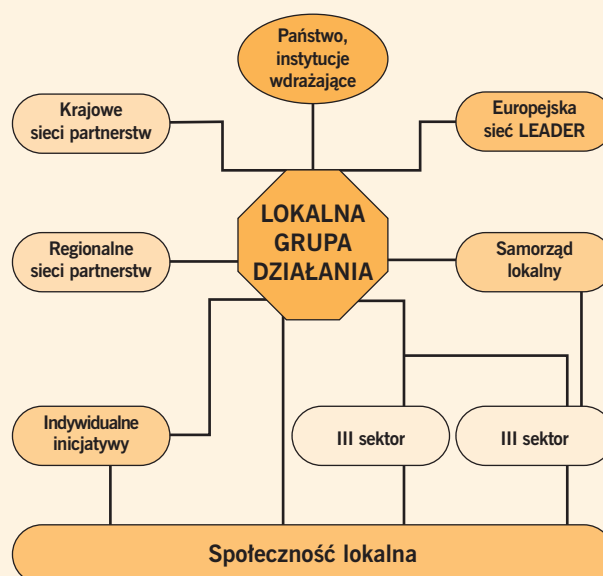 Państwo,
instytucje
wdrażające
Krajowe
sieci partnerstw
Europejska
sieć LEADER
LOKALNA
GRUPA
DZIAŁANIA
Regionalne
sieci partnerstw
Samorząd
lokalny
Indywidualne
inicjatywy
III sektor
III sektor
Społeczność lokalna